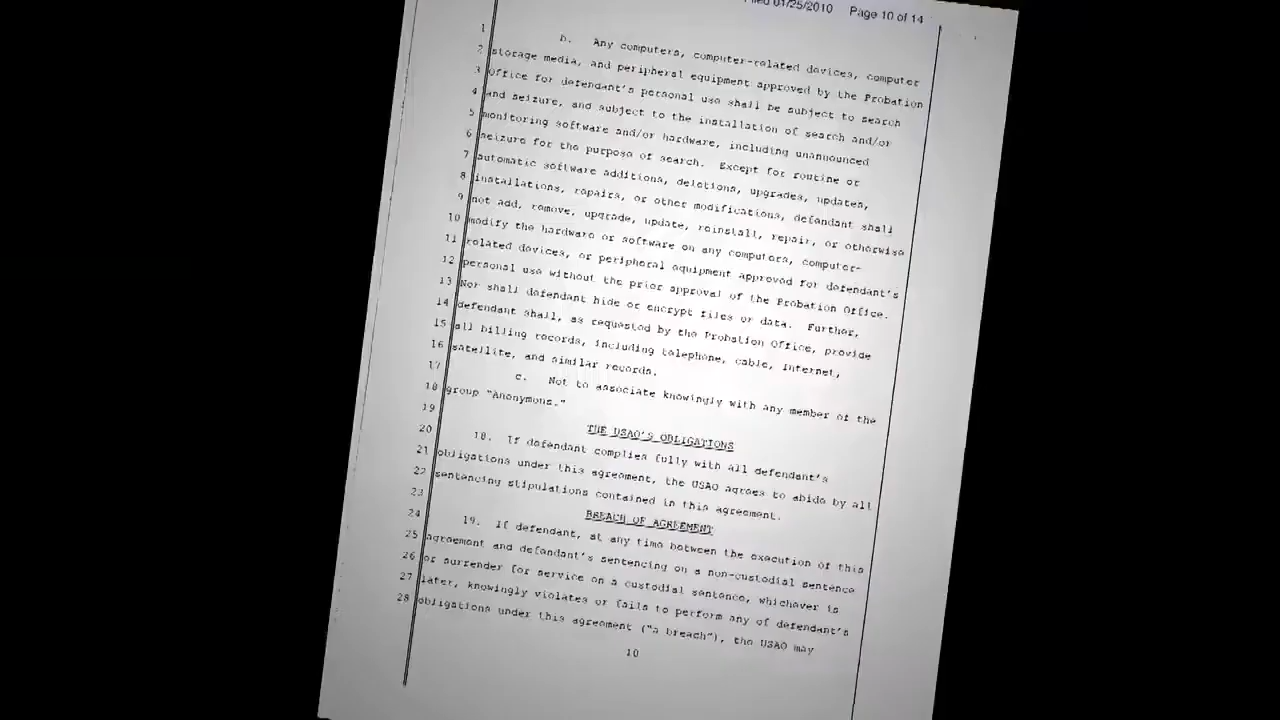 Filed 01/25/2010 Page 10 of 14
1 b. Any computers, computer-related devices, computer
2 storage media, and peripheral equipment approved by the Probation
3 Office for defendant's personal use shall be subject to search
4 and seizure, and subject to the installation of search and/or
5 monitoring software and/or hardware, including unannounced
6 seizure for the purpose of search. Except for routine or
7 automatic software additions, deletions, upgrades, updates,
8 installations, repairs, or other modifications, defendant shall
9 not add, remove, upgrade, update, reinstall, repair, or otherwise
10 modify the hardware or software on any computers, computer-
11 related devices, or peripheral equipment approved for defendant's
12 personal use without the prior approval of the Probation Office.
13 Nor shall defendant hide or encrypt files or data. Further,
14 defendant shall, as requested by the Probation Office, provide
15 all billing records, including telephone, cable, Internet,
16 satellite, and similar records.
17 c. Not to associate knowingly with any member of the
18 group "Anonymous."
19 THE USAO'S OBLIGATIONS
20 18. If defendant complies fully with all defendant's
21 obligations under this agreement, the USAO agrees to abide by all
22 sentencing stipulations contained in this agreement.
23 BREACH OF AGREEMENT
24 19. If defendant, at any time between the execution of this
25 agreement and defendant's sentencing on a non-custodial sentence
26 or surrender for service on a custodial sentence, whichever is
27 later, knowingly violates or fails to perform any of defendant's
28 obligations under this agreement ("a breach"), the USAO may
10